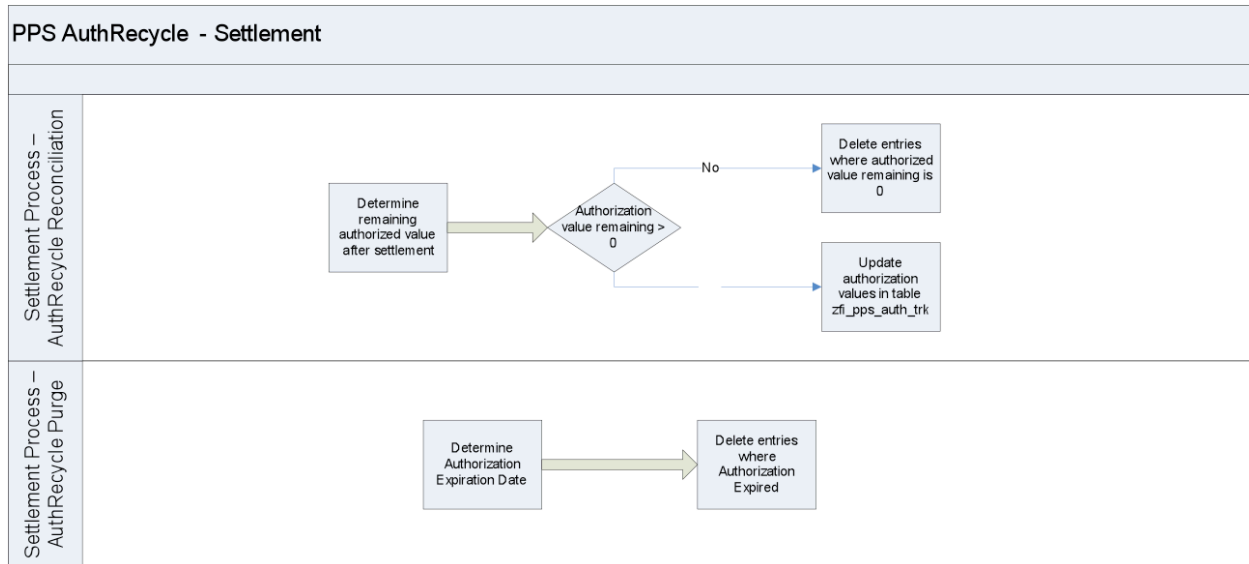 PPS AuthRecycle - Settlement
Settlement Process –
AuthRecycle Reconciliation
Determine
remaining
authorized value
after settlement
Authorization
value remaining >
0
No
Delete entries
where authorized
value remaining is
0
Update
authorization
values in table
zfi_pps_auth_trk
Settlement Process –
AuthRecycle Purge
Determine
Authorization
Expiration Date
Delete entries
where
Authorization
Expired